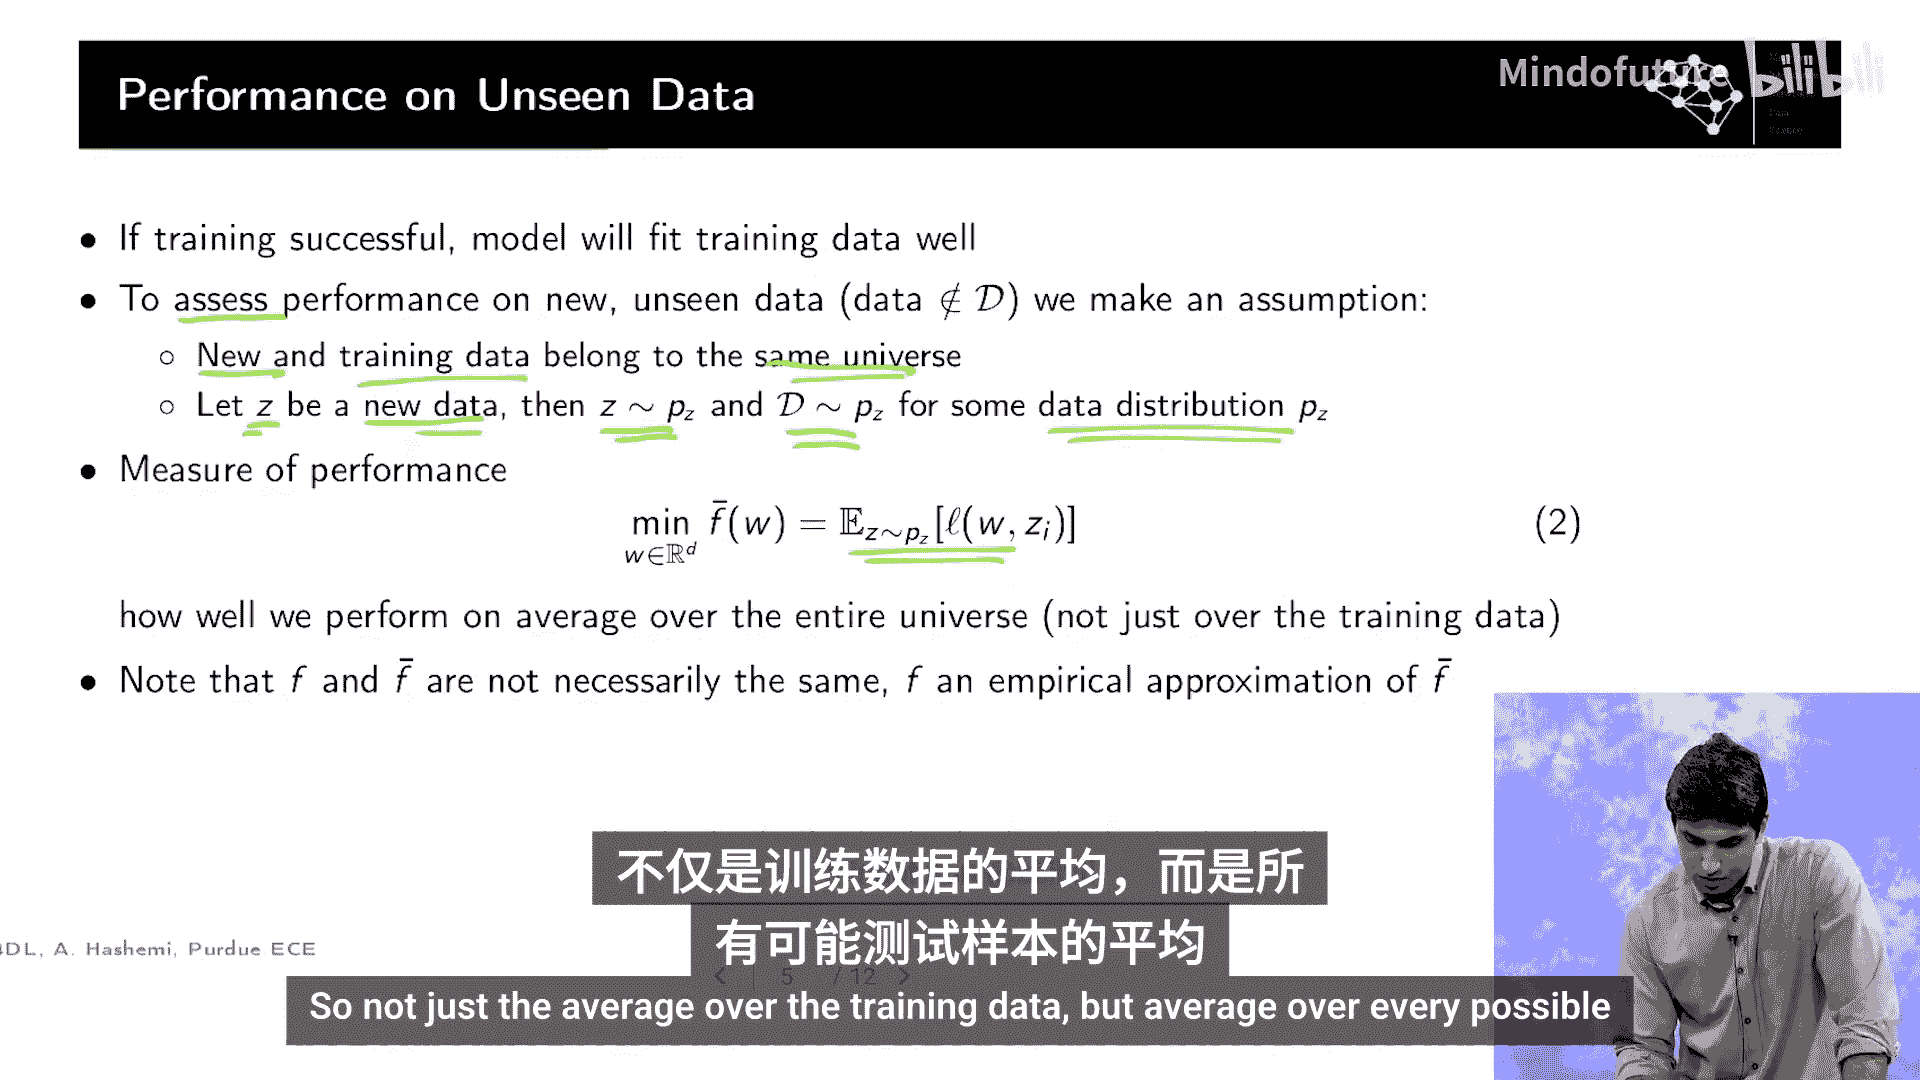 Performance on Unseen Data
Mindofuture
bilibili
• If training successful, model will fit training data well
• To assess performance on new, unseen data (data ∉ 𝒟) we make an assumption:
◦ New and training data belong to the same universe
◦ Let z be a new data, then z ∼ p_z and 𝒟 ∼ p_z for some data distribution p_z
• Measure of performance
min_{w∈ℝ^d} f̄(w) = 𝔼_{z∼p_z}[ℓ(w, z_i)] (2)
how well we perform on average over the entire universe (not just over the training data)
• Note that f and f̄ are not necessarily the same, f an empirical approximation of f̄
不仅是训练数据的平均，而是所
有可能测试样本的平均
DL, A. Hashemi, Purdue ECE
5 / 12
So not just the average over the training data, but average over every possible